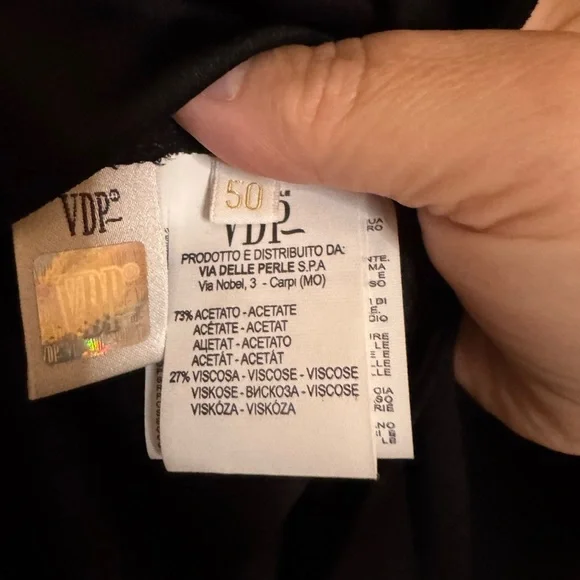 VDP
VDP
50
LE
VDP
PRODOTTO E DISTRIBUITO DA:
VIA DELLE PERLE S.P.A
Via Nobel, 3 - Carpi (MO)
73% ACETATO - ACETATE
ACÉTATE - ACETAT
АЦЕТАТ - ACETATO
ACETÁT - ACETÁT
27% VISCOSA - VISCOSE - VISCOSE
VISKOSE - ВИСКОЗА - VISCOSE
VISKÓZA - VISKÓZA